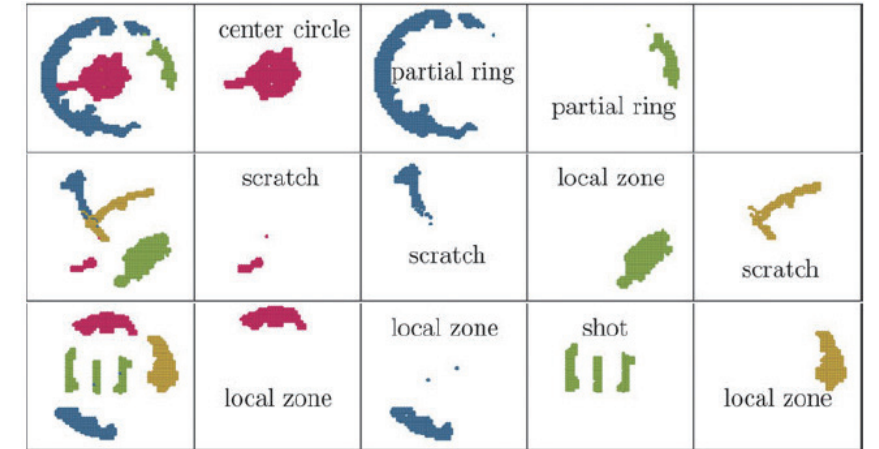 center circle
partial ring
partial ring
scratch
scratch
local zone
scratch
local zone
local zone
shot
local zone